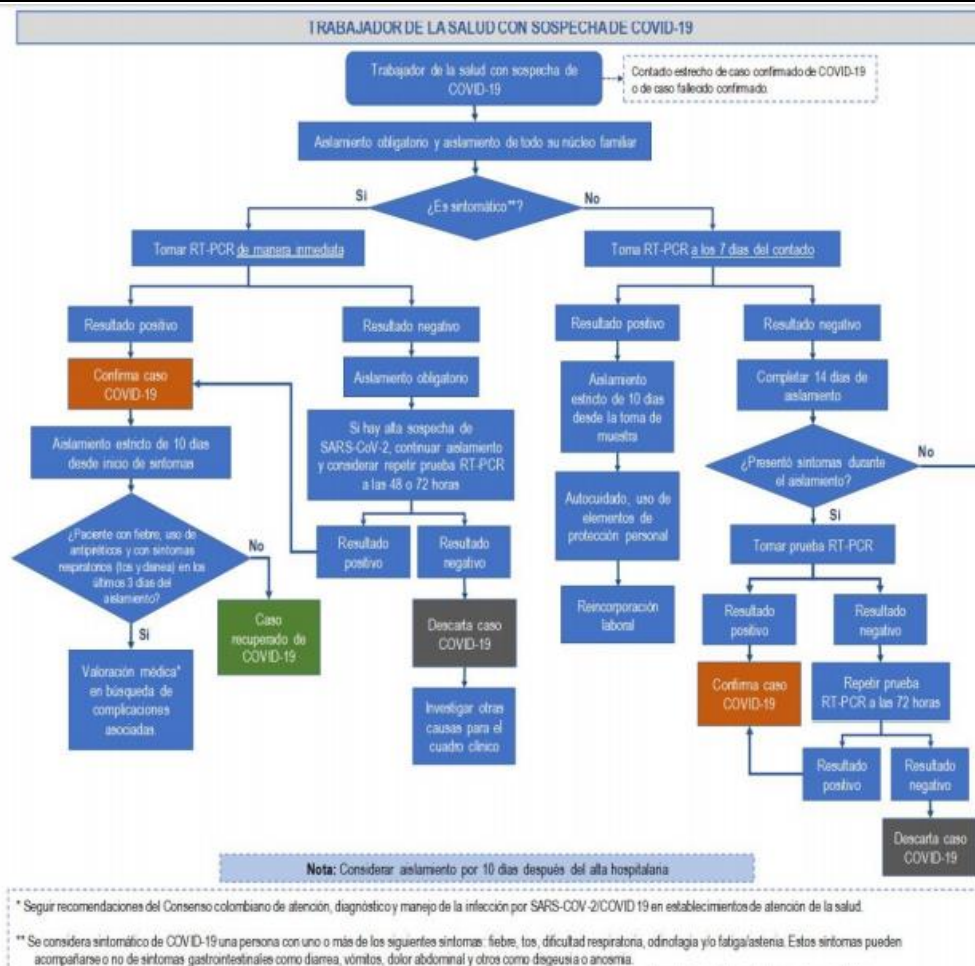 TRABAJADOR DE LA SALUD CON SOSPECHA DE COVID-19
Trabajador de la salud con sospecha de
COVID-19
Contacto estrecho de caso confirmado de COVID-19
o de caso fallecido confirmado.
Aislamiento obligatorio y aislamiento de todo su núcleo familiar
¿Es sintomático**?
Si
No
Tomar RT-PCR de manera inmediata
Toma RT-PCR a los 7 dias del contacto
Resultado positivo
Resultado negativo
Resultado positivo
Resultado negativo
Confirma caso
COVID-19
Aislamiento obligatorio
Aislamiento
estricto de 10 dias
desde la toma de
muestra
Completar 14 dias de
aislamiento
Aislamiento estricto de 10 dias
desde inicio de sintomas
Si hay alta sospecha de
SARS-CoV-2, continuar aislamiento
y considerar repetir prueba RT-PCR
a las 48 o 72 horas
¿Presentó sintomas durante
el aislamiento?
No
Si
¿Paciente con fiebre, uso de
antipiréticos y con sintomas
respiratorios (tos y disnea) en los
últimos 3 dias del
aislamiento?
No
Si
Resultado
positivo
Resultado
negativo
Autocuidado, uso de
elementos de
protección personal
Tomar prueba RT-PCR
Caso
recuperado de
COVID-19
Descarta caso
COVID-19
Reincorporación
laboral
Resultado
positivo
Resultado
negativo
Valoración médica*
en búsqueda de
complicaciones
asociadas.
Investigar otras
causas para el
cuadro clínico
Confirma caso
COVID-19
Repetir prueba
RT-PCR a las 72 horas
Resultado
positivo
Resultado
negativo
Descarta caso
COVID-19
Nota: Considerar aislamiento por 10 dias después del alta hospitalaria
* Seguir recomendaciones del Consenso colombiano de atención, diagnóstico y manejo de la infección por SARS-COV-2/COVID 19 en establecimientos de atención de la salud.
** Se considera sintomático de COVID-19 una persona con uno o más de los siguientes sintomas: fiebre, tos, dificultad respiratoria, odinofagia y/o fatiga/astenia. Estos sintomas pueden
acompañarse o no de sintomas gastrointestinales como diarrea, vómitos, dolor abdominal y otros como disgeusia o anosmia.